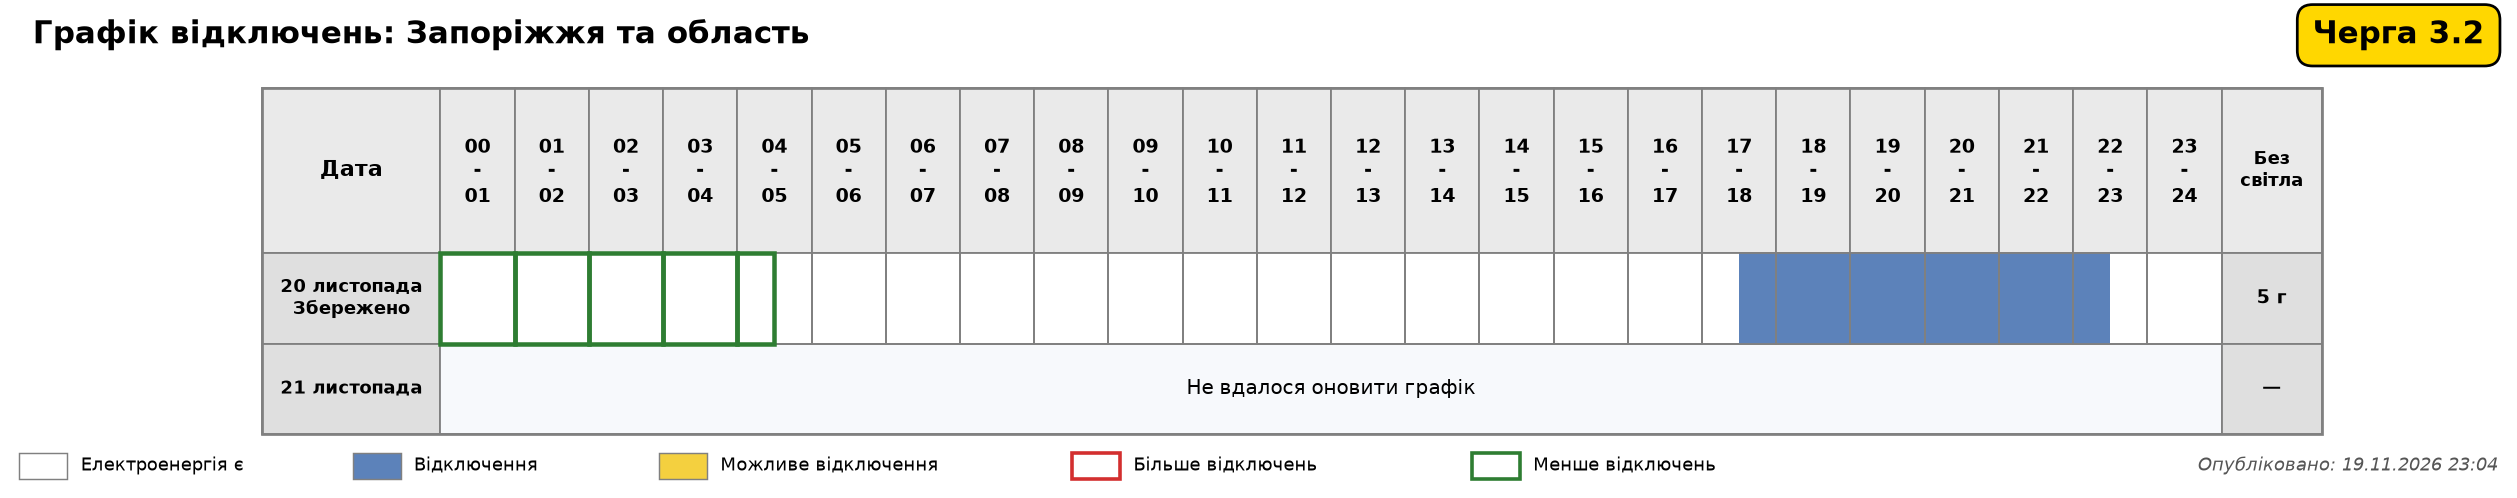 Графік відключень: Запоріжжя та область
Черга 3.2
Дата
00 - 01
01 - 02
02 - 03
03 - 04
04 - 05
05 - 06
06 - 07
07 - 08
08 - 09
09 - 10
10 - 11
11 - 12
12 - 13
13 - 14
14 - 15
15 - 16
16 - 17
17 - 18
18 - 19
19 - 20
20 - 21
21 - 22
22 - 23
23 - 24
Без
світла
20 листопада
Збережено
5 г
21 листопада
Не вдалося оновити графік
—
Електроенергія є
Відключення
Можливе відключення
Більше відключень
Менше відключень
Опубліковано: 19.11.2026 23:04